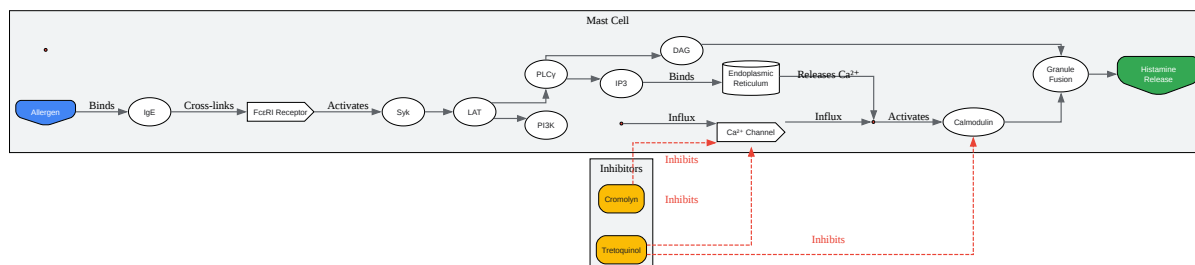 Mast Cell
DAG
PLCγ
IP3
Binds
Endoplasmic
Reticulum
Releases Ca²⁺
Granule
Fusion
Histamine
Release
Allergen
Binds
IgE
Cross-links
FcεRI Receptor
Activates
Syk
LAT
PI3K
Influx
Ca²⁺ Channel
Influx
Activates
Calmodulin
Inhibitors
Inhibits
Cromolyn
Inhibits
Tretoquinol
Inhibits